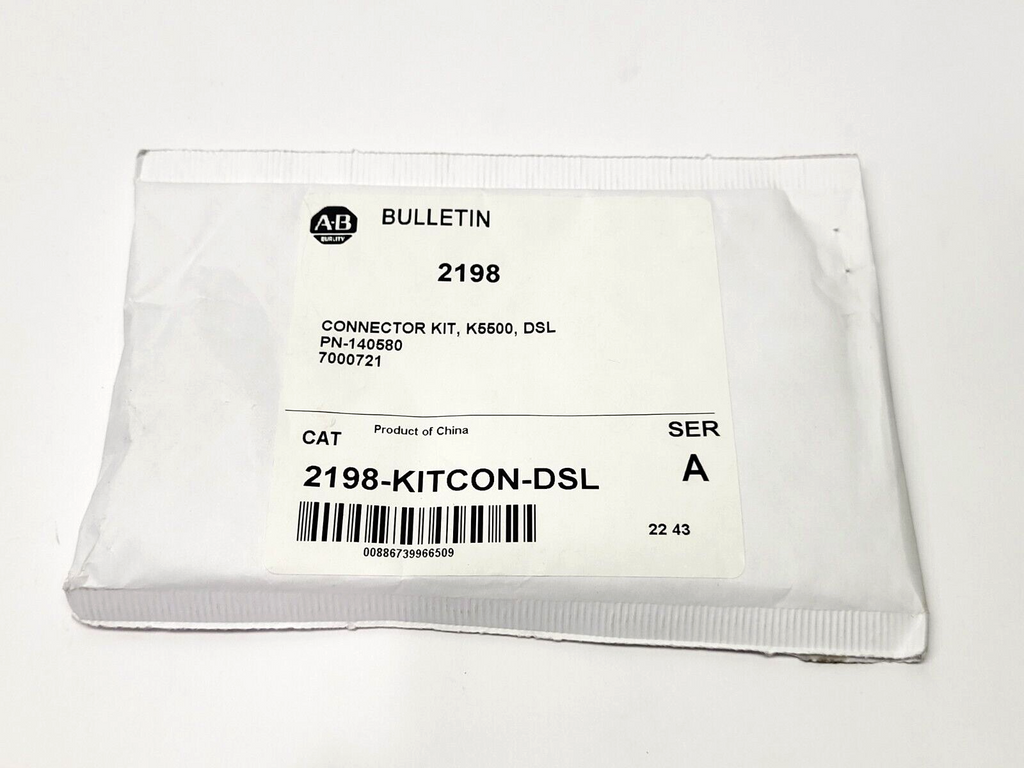 A-B
QUALITY
BULLETIN
2198
CONNECTOR KIT, K5500, DSL
PN-140580
7000721
Product of China
CAT
SER
2198-KITCON-DSL
A
22 43
00886739966509